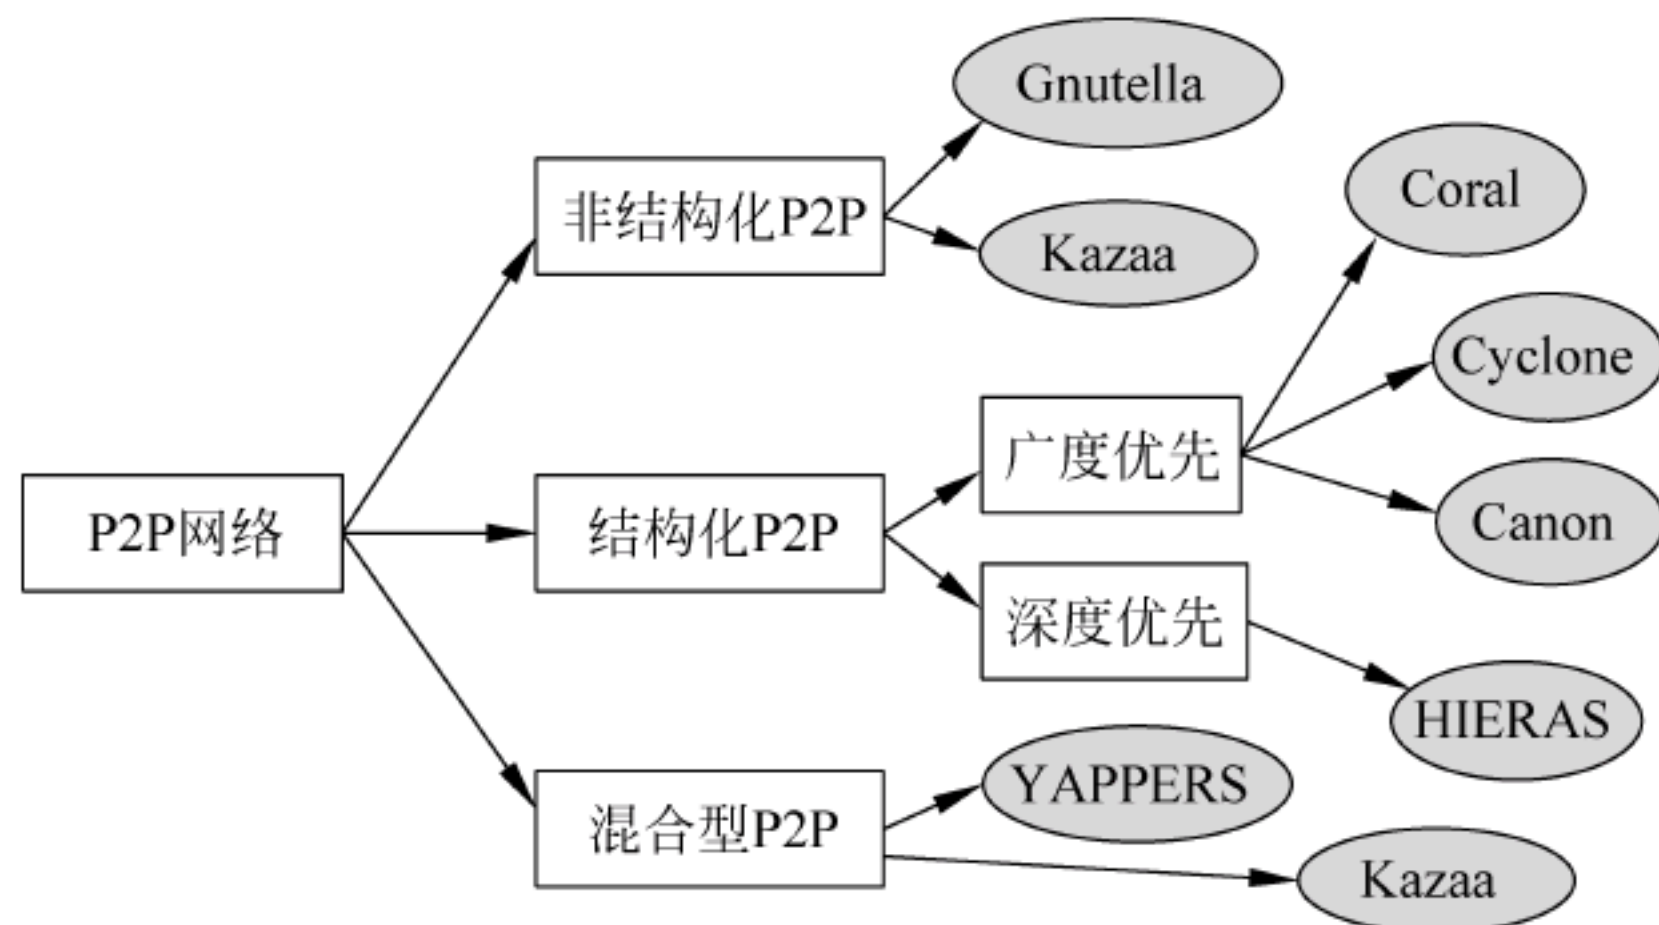 Gnutella
Coral
非结构化P2P
Kazaa
Cyclone
广度优先
P2P网络
结构化P2P
Canon
深度优先
HIERAS
YAPPERS
混合型P2P
Kazaa